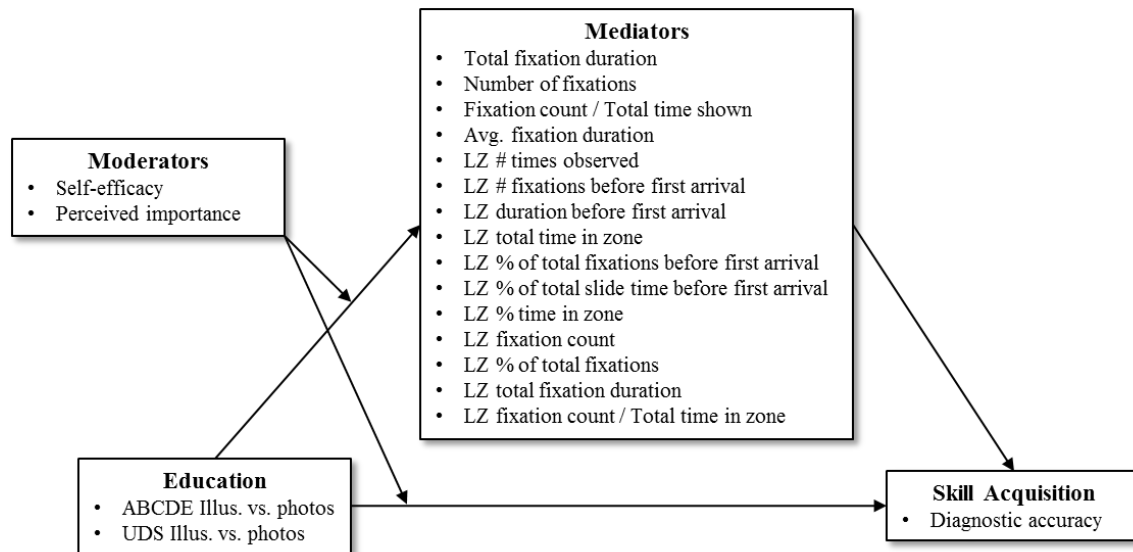 Mediators
• Total fixation duration
• Number of fixations
• Fixation count / Total time shown
• Avg. fixation duration
• LZ # times observed
• LZ # fixations before first arrival
• LZ duration before first arrival
• LZ total time in zone
• LZ % of total fixations before first arrival
• LZ % of total slide time before first arrival
• LZ % time in zone
• LZ fixation count
• LZ % of total fixations
• LZ total fixation duration
• LZ fixation count / Total time in zone
Moderators
• Self-efficacy
• Perceived importance
Education
• ABCDE Illus. vs. photos
• UDS Illus. vs. photos
Skill Acquisition
• Diagnostic accuracy